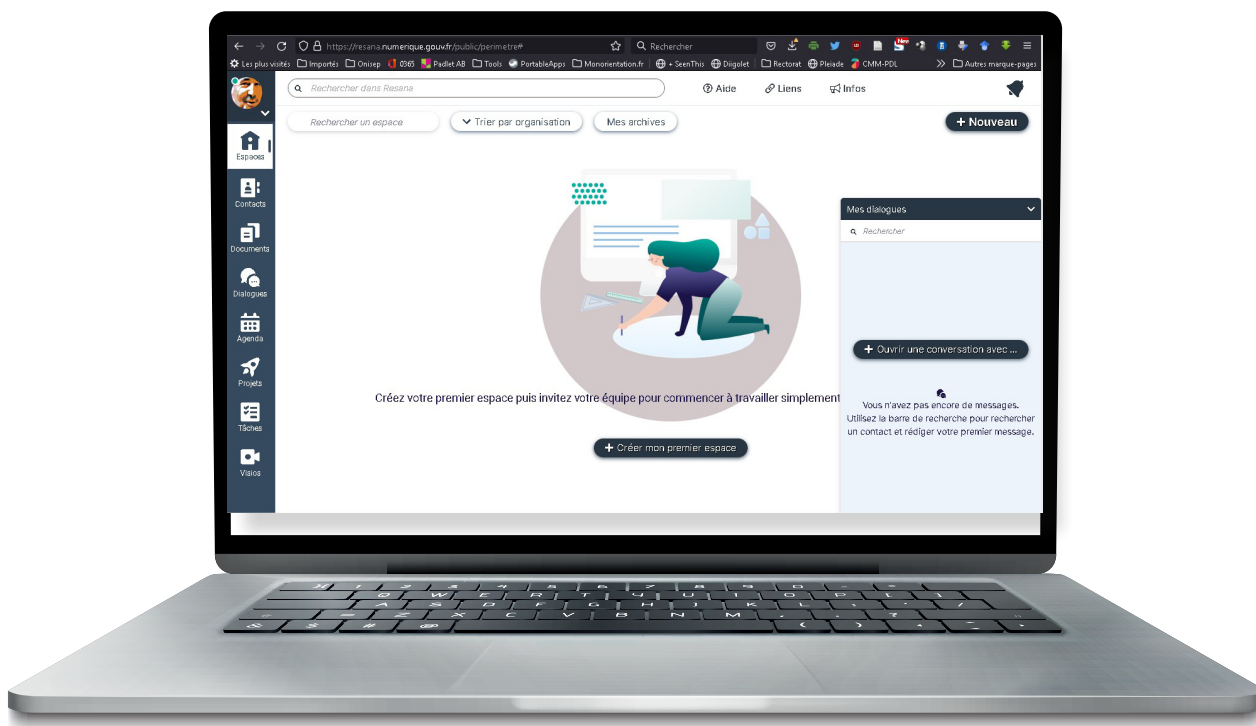 https://resana.numerique.gouv.fr/public/perimetre#
Rechercher
New
Les plus visités Importés Onisep 0365 Padlet AB Tools PortableApps Monorientation.fr + SeenThis Diigolet Rectorat Pleiade CMM-PDL Autres marque-pages
Rechercher dans Resana
Aide Liens Infos
Rechercher un espace Trier par organisation Mes archives + Nouveau
Espaces
Contacts
Documents
Dialogues
Agenda
Projets
Tâches
Visios
Créez votre premier espace puis invitez votre équipe pour commencer à travailler simplement
+ Créer mon premier espace
Mes dialogues
Rechercher
+ Ouvrir une conversation avec ...
Vous n'avez pas encore de messages.
Utilisez la barre de recherche pour rechercher
un contact et rédiger votre premier message.